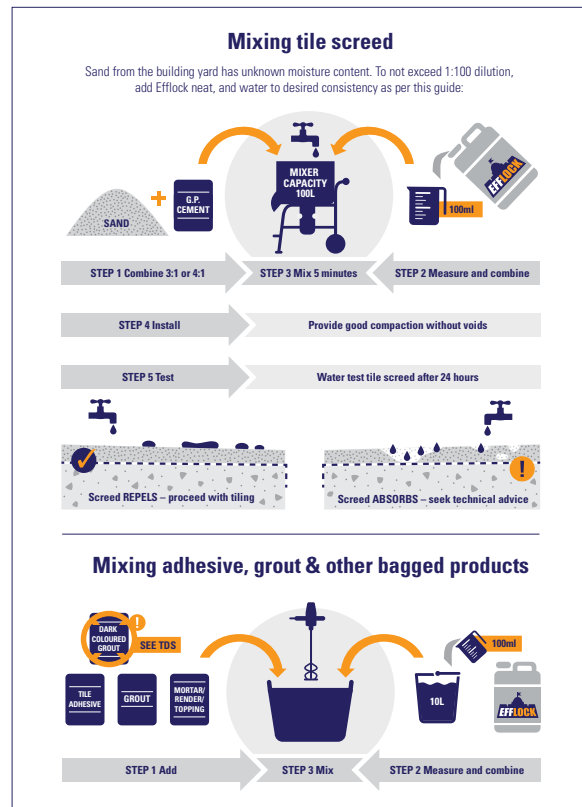 Mixing tile screed
Sand from the building yard has unknown moisture content. To not exceed 1:100 dilution,
add Efflock neat, and water to desired consistency as per this guide:
SAND
G.P.
CEMENT
MIXER
CAPACITY
100L
100ml
EFFLOCK
STEP 1 Combine 3:1 or 4:1
STEP 3 Mix 5 minutes
STEP 2 Measure and combine
STEP 4 Install
Provide good compaction without voids
STEP 5 Test
Water test tile screed after 24 hours
Screed REPELS – proceed with tiling
Screed ABSORBS – seek technical advice
Mixing adhesive, grout & other bagged products
DARK
COLOURED
GROUT
SEE TDS
TILE
ADHESIVE
GROUT
MORTAR/
RENDER/
TOPPING
100ml
10L
EFFLOCK
STEP 1 Add
STEP 3 Mix
STEP 2 Measure and combine